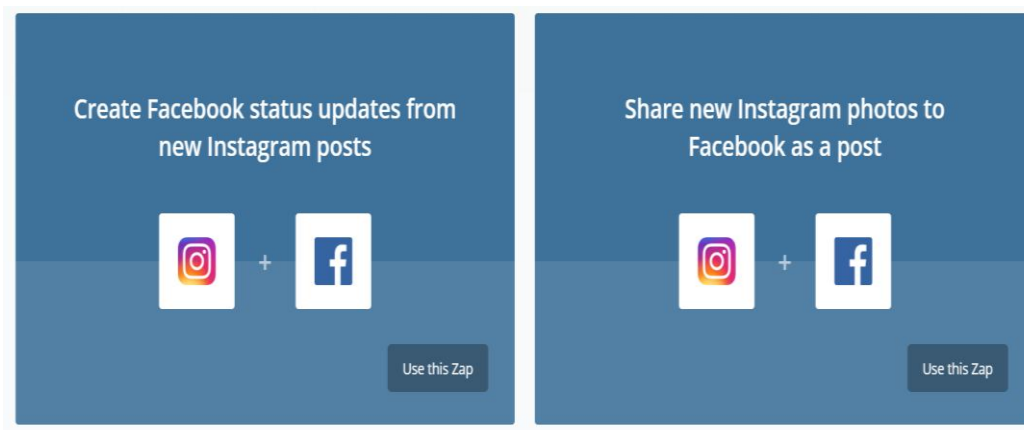 Create Facebook status updates from
new Instagram posts
+
Use this Zap
Share new Instagram photos to
Facebook as a post
+
Use this Zap